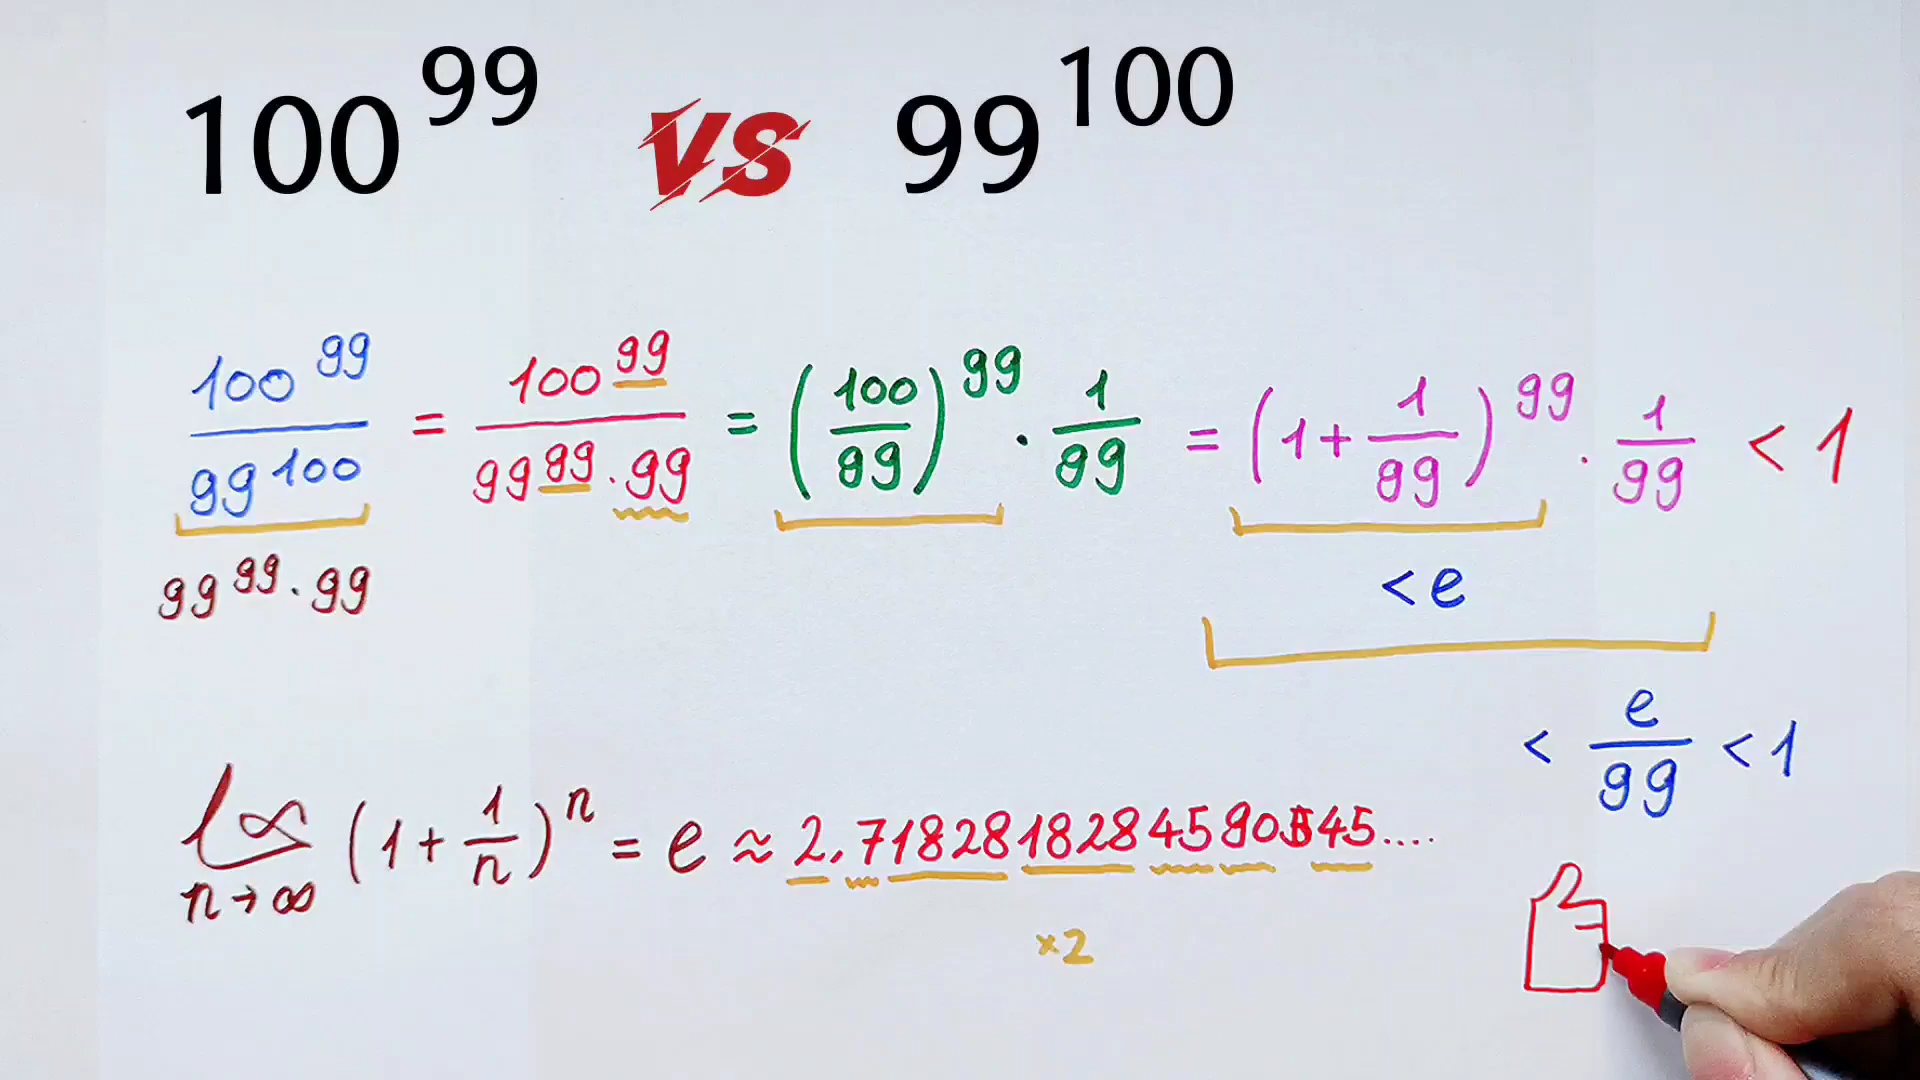 100^99 VS 99^100
100^99 / 99^100 = 100^99 / 99^99 · 99 = (100/99)^99 · 1/99 = (1 + 1/99)^99 · 1/99 < 1
99^99 · 99
< e
< e/99 < 1
lim n→∞ (1 + 1/n)^n = e ≈ 2,718281828459045....
×2